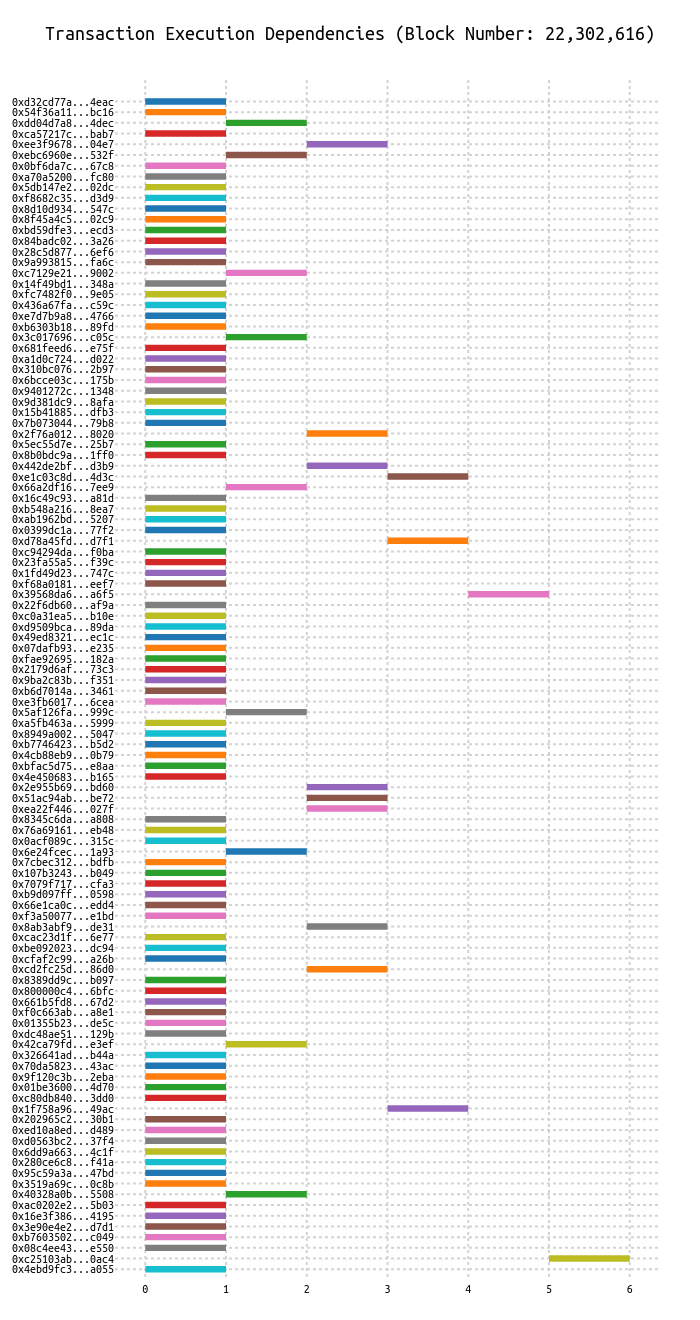 Transaction Execution Dependencies (Block Number: 22,302,616)
0xd32cd77a...4eac
0x54f36a11...bc16
0xdd04d7a8...4dec
0xca57217c...bab7
0xee3f9678...04e7
0xebc6960e...532f
0x0bf6da7c...67c8
0xa70a5200...fc80
0x5db147e2...02dc
0xf8682c35...d3d9
0x8d10d934...547c
0x8f45a4c5...02c9
0xbd59dfe3...ecd3
0x84badc02...3a26
0x28c5d877...6ef6
0x9a993815...fa6c
0xc7129e21...9002
0x14f49bd1...348a
0xfc7482f0...9e05
0x436a67fa...c59c
0xe7d7b9a8...4766
0xb6303b18...89fd
0x3c017696...c05c
0x681feed6...e75f
0xa1d0c724...d022
0x310bc076...2b97
0x6bcce03c...175b
0x9401272c...1348
0x9d381dc9...8afa
0x15b41885...dfb3
0x7b073044...79b8
0x2f76a012...8020
0x5ec55d7e...25b7
0x8b0bdc9a...1ff0
0x442de2bf...d3b9
0xe1c03c8d...4d3c
0x66a2df16...7ee9
0x16c49c93...a81d
0xb548a216...8ea7
0xab1962bd...5207
0x0399dc1a...77f2
0xd78a45fd...d7f1
0xc94294da...f0ba
0x23fa55a5...f39c
0x1fd49d23...747c
0xf68a0181...eef7
0x39568da6...a6f5
0x22f6db60...af9a
0xc0a31ea5...b10e
0xd9509bca...89da
0x49ed8321...ec1c
0x07dafb93...e235
0xfae92695...182a
0x2179d6af...73c3
0x9ba2c83b...f351
0xb6d7014a...3461
0xe3fb6017...6cea
0x5af126fa...999c
0xa5fb463a...5999
0x8949a002...5047
0xb7746423...b5d2
0x4cb88eb9...0b79
0xbfac5d75...e8aa
0x4e450683...b165
0x2e955b69...bd60
0x51ac94ab...be72
0xea22f446...027f
0x8345c6da...a808
0x76a69161...eb48
0x0acf089c...315c
0x6e24fcec...1a93
0x7cbec312...bdfb
0x107b3243...b049
0x7079f717...cfa3
0xb9d097ff...0598
0x66e1ca0c...edd4
0xf3a50077...e1bd
0x8ab3abf9...de31
0xcac23d1f...6e77
0xbe092023...dc94
0xcfaf2c99...a26b
0xcd2fc25d...86d0
0x8389dd9c...b097
0x800000c4...6bfc
0x661b5fd8...67d2
0xf0c663ab...a8e1
0x01355b23...de5c
0xdc48ae51...129b
0x42ca79fd...e3ef
0x326641ad...b44a
0x70da5823...43ac
0x9f120c3b...2eba
0x01be3600...4d70
0xc80db840...3dd0
0x1f758a96...49ac
0x202965c2...30b1
0xed10a8ed...d489
0xd0563bc2...37f4
0x6dd9a663...4c1f
0x280ce6c8...f41a
0x95c59a3a...47bd
0x3519a69c...0c8b
0x40328a0b...5508
0xac0202e2...5b03
0x16e3f386...4195
0x3e90e4e2...d7d1
0xb7603502...c049
0x08c4ee43...e550
0xc25103ab...0ac4
0x4ebd9fc3...a055
0 1 2 3 4 5 6